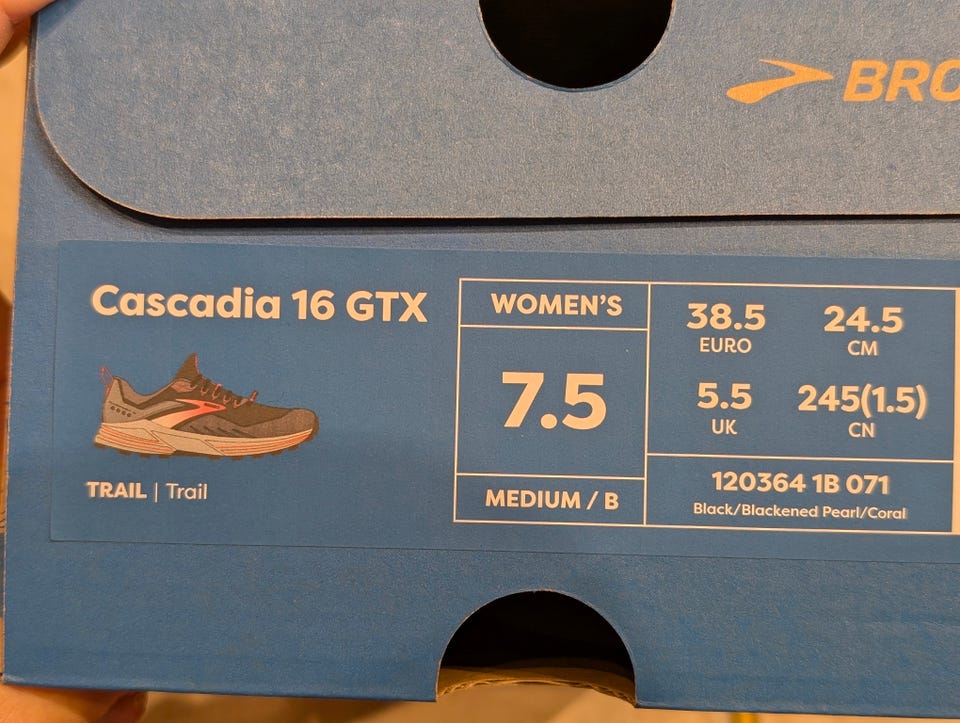 BRO
Cascadia 16 GTX
TRAIL | Trail
WOMEN'S
7.5
MEDIUM / B
38.5
EURO
24.5
CM
5.5
UK
245(1.5)
CN
120364 1B 071
Black/Blackened Pearl/Coral